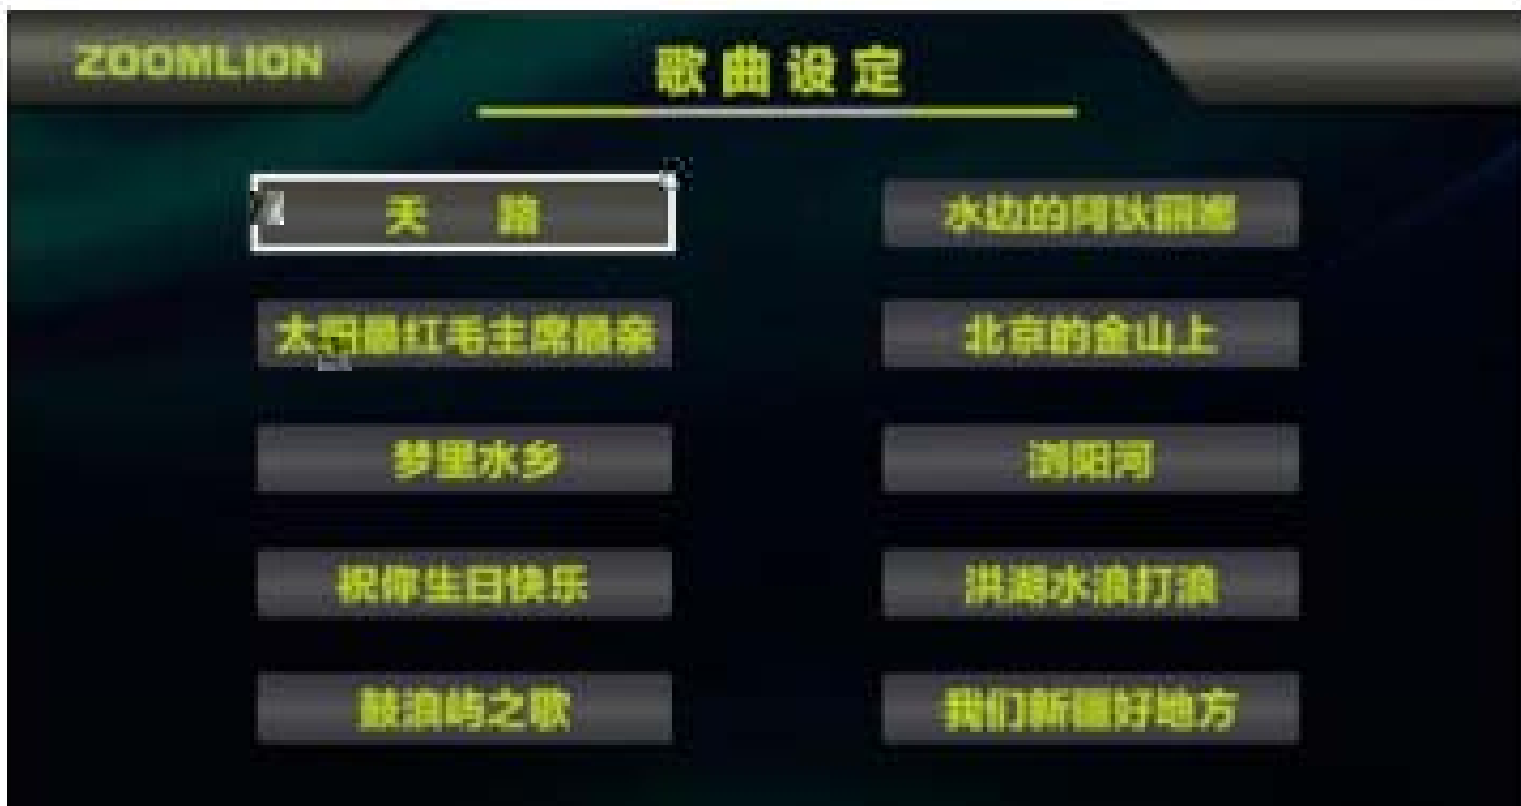 ZOOMLION
歌曲设定
天 路
水边的阿狄丽娜
太阳最红毛主席最亲
北京的金山上
梦里水乡
浏阳河
祝你生日快乐
洪湖水浪打浪
鼓浪屿之歌
我们新疆好地方